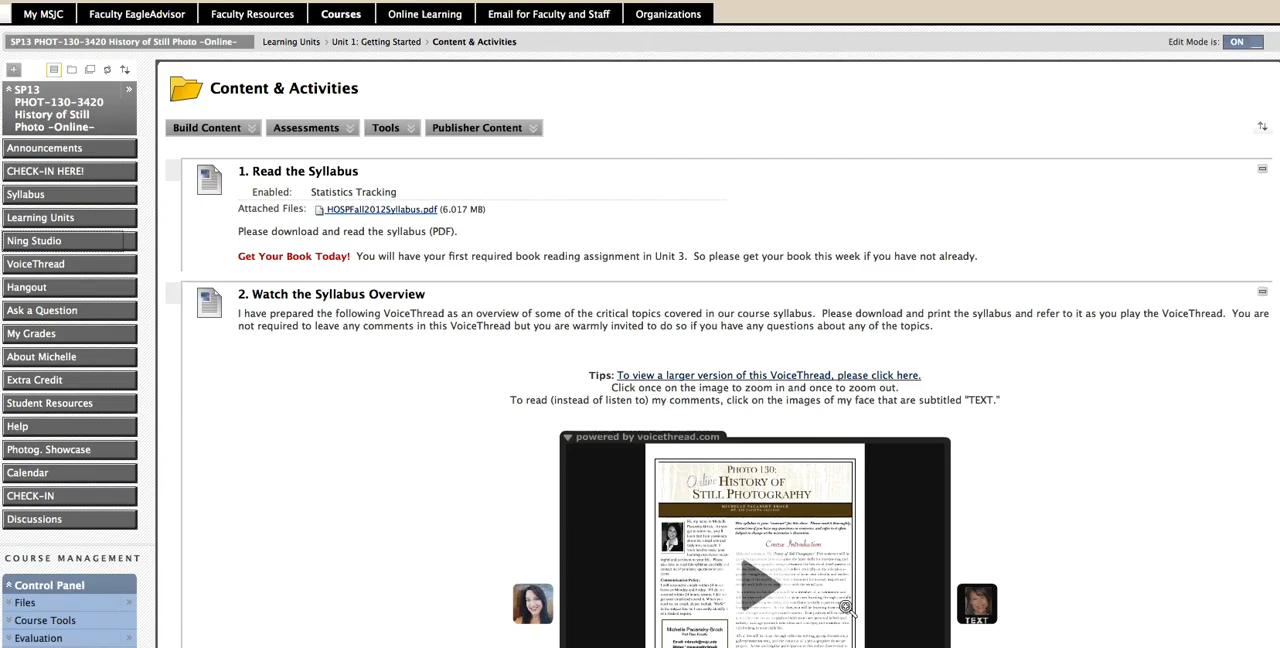 My MSJC
Faculty EagleAdvisor
Faculty Resources
Courses
Online Learning
Email for Faculty and Staff
Organizations
SP13 PHOT-130-3420 History of Still Photo -Online-
Learning Units › Unit 1: Getting Started › Content & Activities
Edit Mode is: ON
SP13
PHOT-130-3420
History of Still
Photo -Online-
Announcements
CHECK-IN HERE!
Syllabus
Learning Units
Ning Studio
VoiceThread
Hangout
Ask a Question
My Grades
About Michelle
Extra Credit
Student Resources
Help
Photog. Showcase
Calendar
CHECK-IN
Discussions
Control Panel
Files
Course Tools
Evaluation
Content & Activities
Build Content
Assessments
Tools
Publisher Content
1. Read the Syllabus
Enabled: Statistics Tracking
Attached Files: HOSPFall2012Syllabus.pdf (6.017 MB)
Please download and read the syllabus (PDF).
Get Your Book Today! You will have your first required book reading assignment in Unit 3. So please get your book this week if you have not already.
2. Watch the Syllabus Overview
I have prepared the following VoiceThread as an overview of some of the critical topics covered in our course syllabus. Please download and print the syllabus and refer to it as you play the VoiceThread. You are
not required to leave any comments in this VoiceThread but you are warmly invited to do so if you have any questions about any of the topics.
Tips: To view a larger version of this VoiceThread, please click here.
Click once on the image to zoom in and once to zoom out.
To read (instead of listen to) my comments, click on the images of my face that are subtitled "TEXT."
powered by voicethread.com
PHOTO 130:
Online HISTORY OF
STILL PHOTOGRAPHY
Course Introduction
Michelle Pacansky-Brock
TEXT